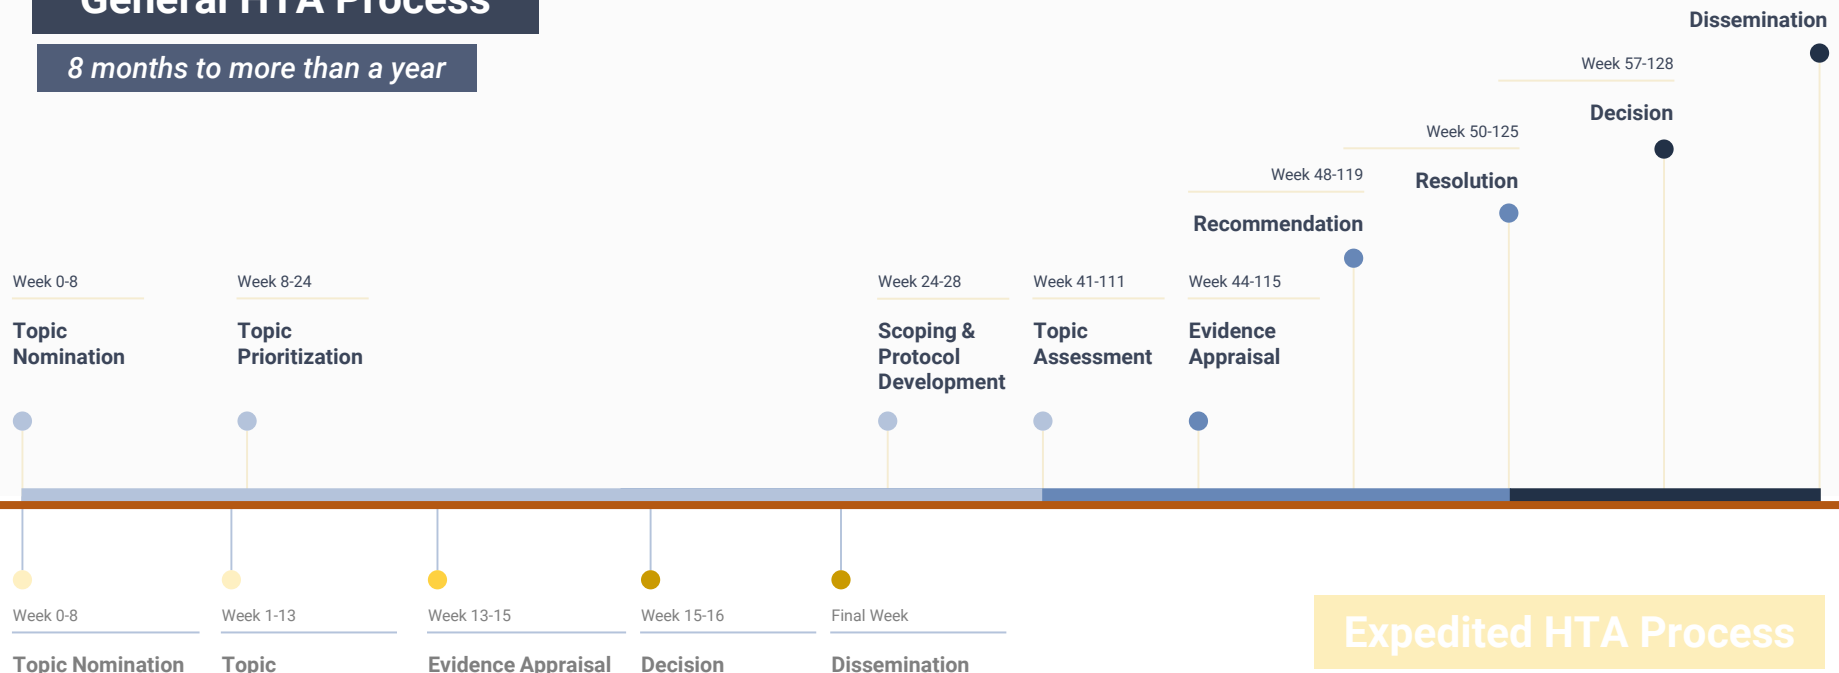 General HTA Process
8 months to more than a year
Dissemination
Week 57-128
Decision
Week 50-125
Resolution
Week 48-119
Recommendation
Week 0-8
Topic
Nomination
Week 8-24
Topic
Prioritization
Week 24-28
Scoping &
Protocol
Development
Week 41-111
Topic
Assessment
Week 44-115
Evidence
Appraisal
Week 0-8
Topic Nomination
Week 1-13
Topic
Week 13-15
Evidence Appraisal
Week 15-16
Decision
Final Week
Dissemination
Expedited HTA Process